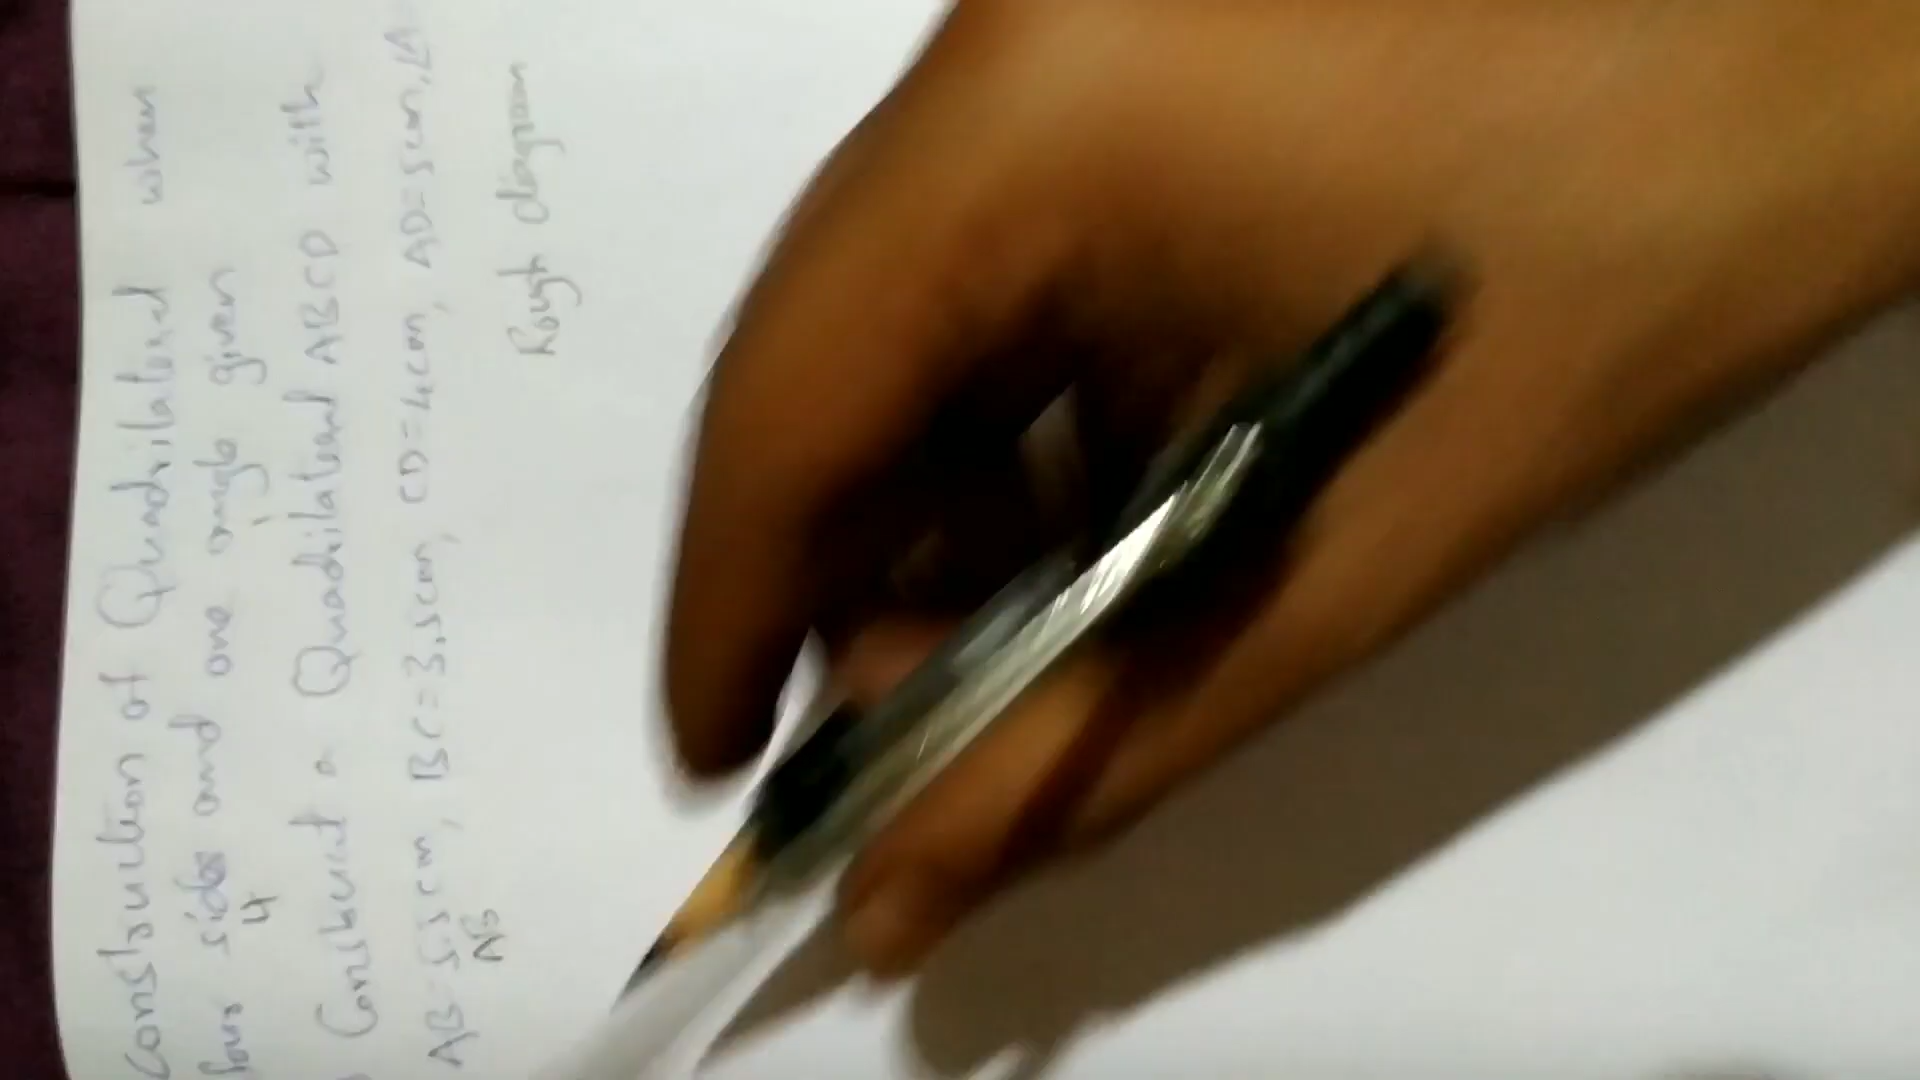 Construction of Quadrilateral when
four sides and one angle given
4
Construct a Quadrilateral ABCD with
AB=5.5cm, BC=3.5cm, CD=4cm, AD=5cm, ∠A
AB
Rough diagram